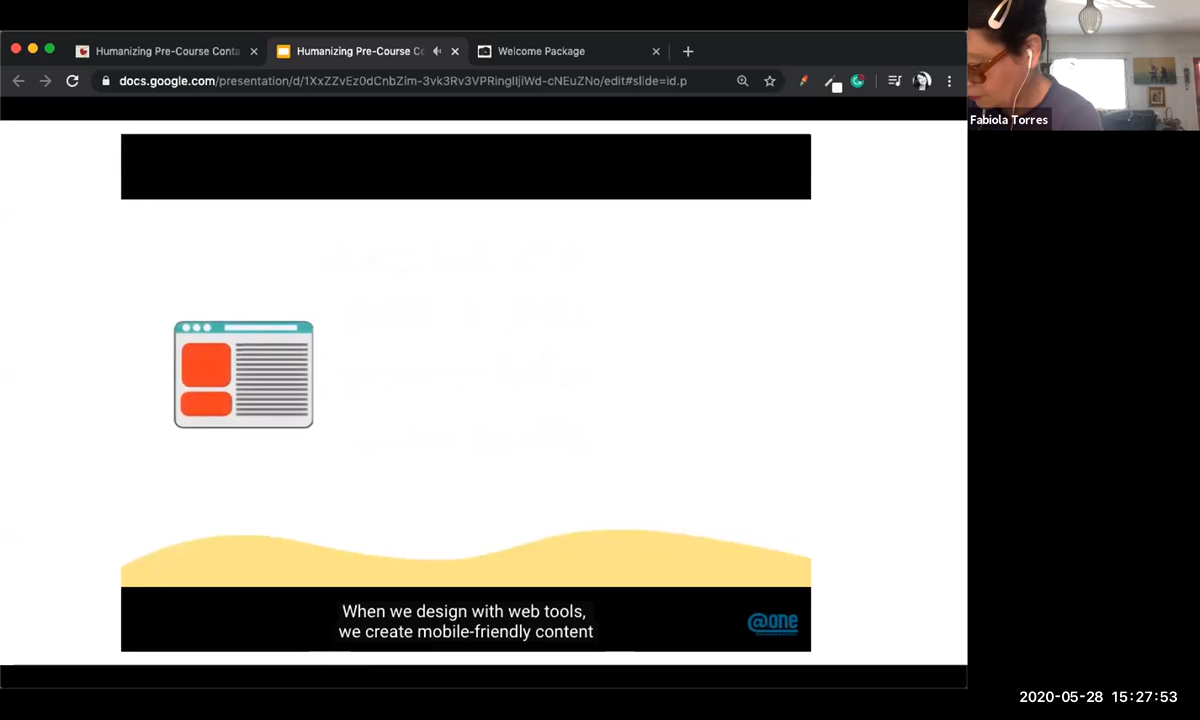 Humanizing Pre-Course Conta
Humanizing Pre-Course Cc
Welcome Package
docs.google.com/presentation/d/1XxZZvEz0dCnbZim-3vk3Rv3VPRingIIjiWd-cNEuZNo/edit#slide=id.p
Fabiola Torres
When we design with web tools,
we create mobile-friendly content
@one
2020-05-28 15:27:53